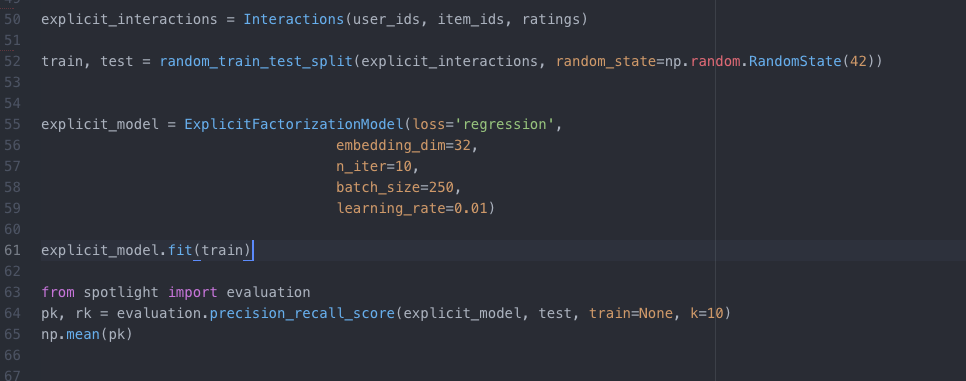 50 explicit_interactions = Interactions(user_ids, item_ids, ratings)
51
52 train, test = random_train_test_split(explicit_interactions, random_state=np.random.RandomState(42))
53
54
55 explicit_model = ExplicitFactorizationModel(loss='regression',
56                                    embedding_dim=32,
57                                    n_iter=10,
58                                    batch_size=250,
59                                    learning_rate=0.01)
60
61 explicit_model.fit(train)
62
63 from spotlight import evaluation
64 pk, rk = evaluation.precision_recall_score(explicit_model, test, train=None, k=10)
65 np.mean(pk)
66
67